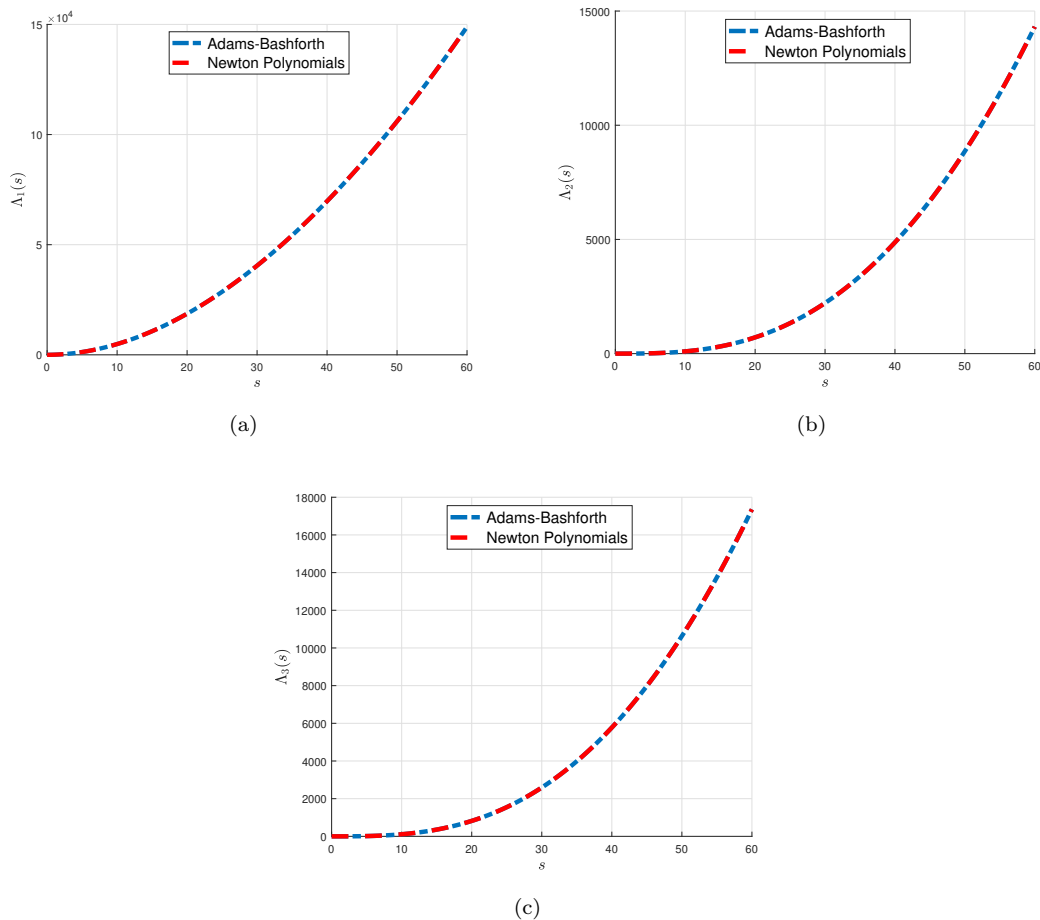 ×10⁴
15
10
5
0
0 10 20 30 40 50 60
Λ₁(s)
s
Adams-Bashforth
Newton Polynomials
(a)
15000
10000
5000
0
0 10 20 30 40 50 60
Λ₂(s)
s
Adams-Bashforth
Newton Polynomials
(b)
18000
16000
14000
12000
10000
8000
6000
4000
2000
0
0 10 20 30 40 50 60
Λ₃(s)
s
Adams-Bashforth
Newton Polynomials
(c)